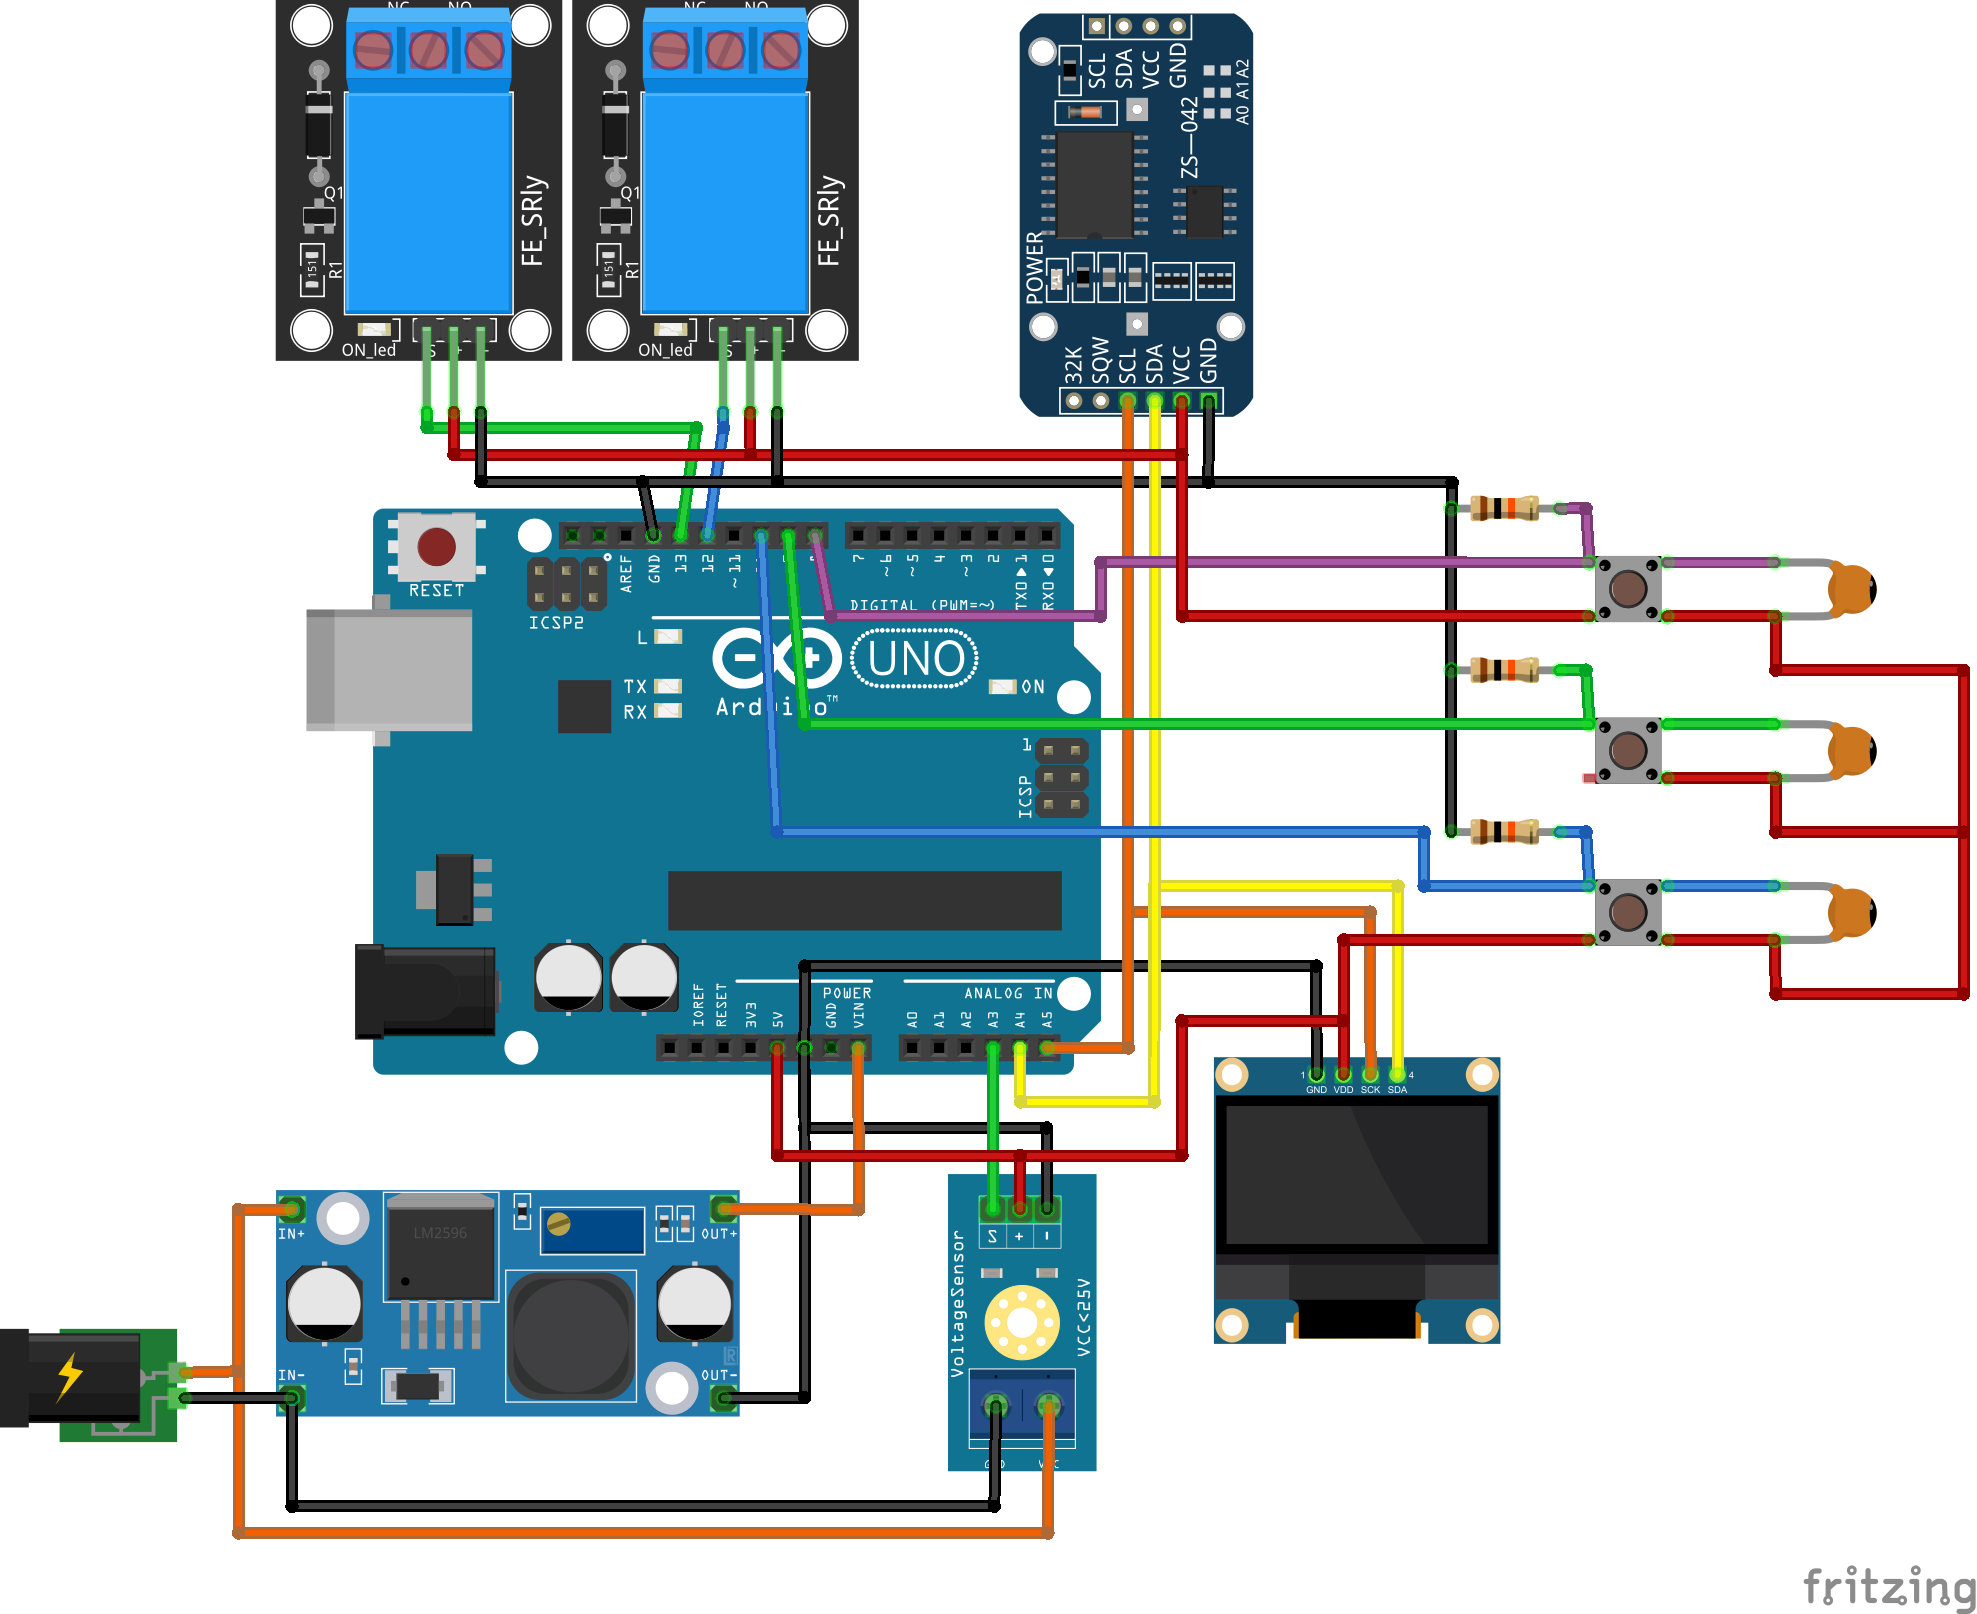 NC NO
NC NO
Q1
R1
151
FE_SRly
ON_led
S + -
Q1
R1
151
FE_SRly
ON_led
S + -
SCL
SDA
VCC
GND
A0 A1 A2
ZS-042
POWER
32K
SQW
SCL
SDA
VCC
GND
RESET
ICSP2
AREF
GND
13
12
~11
7
~6
~5
4
~3
2
TX0 1
RX0 0
DIGITAL (PWM=~)
L
TX
RX
UNO
Arduino™
ON
1
ICSP
IOREF
RESET
3V3
5V
GND
VIN
POWER
A0
A1
A2
A3
A4
A5
ANALOG IN
1 GND VDD SCK SDA 4
IN+
LM2596
OUT+
IN-
OUT-
R
S + -
VoltageSensor
VCC<25V
fritzing